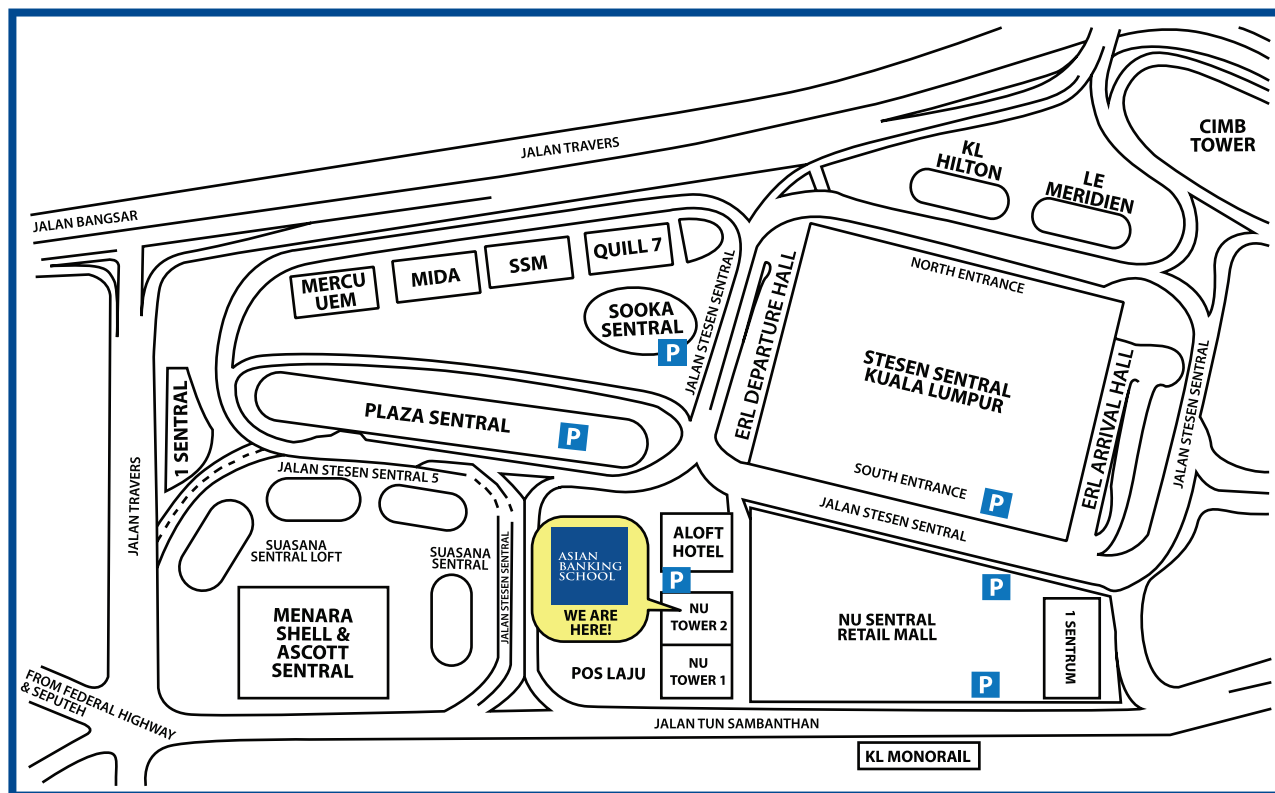 JALAN TRAVERS
JALAN BANGSAR
KL
HILTON
LE
MERIDIEN
CIMB
TOWER
MERCU
UEM
MIDA
SSM
QUILL 7
SOOKA
SENTRAL
P
JALAN STESEN SENTRAL
ERL DEPARTURE HALL
NORTH ENTRANCE
STESEN SENTRAL
KUALA LUMPUR
SOUTH ENTRANCE
P
ERL ARRIVAL HALL
JALAN STESEN SENTRAL
JALAN STESEN SENTRAL
1 SENTRAL
PLAZA SENTRAL
P
JALAN TRAVERS
JALAN STESEN SENTRAL 5
SUASANA
SENTRAL LOFT
SUASANA
SENTRAL
JALAN STESEN SENTRAL
MENARA
SHELL &
ASCOTT
SENTRAL
ASIAN
BANKING
SCHOOL
WE ARE
HERE!
ALOFT
HOTEL
P
NU
TOWER 2
NU
TOWER 1
POS LAJU
NU SENTRAL
RETAIL MALL
P
P
1 SENTRUM
FROM FEDERAL HIGHWAY
& SEPUTEH
JALAN TUN SAMBANTHAN
KL MONORAIL